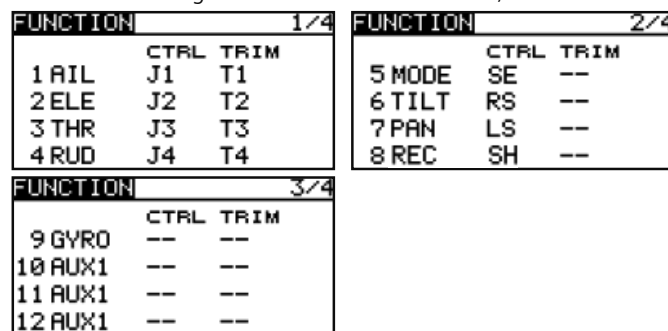 FUNCTION 1/4
CTRL TRIM
1 AIL J1 T1
2 ELE J2 T2
3 THR J3 T3
4 RUD J4 T4
FUNCTION 2/4
CTRL TRIM
5 MODE SE --
6 TILT RS --
7 PAN LS --
8 REC SH --
FUNCTION 3/4
CTRL TRIM
9 GYRO -- --
10 AUX1 -- --
11 AUX1 -- --
12 AUX1 -- --